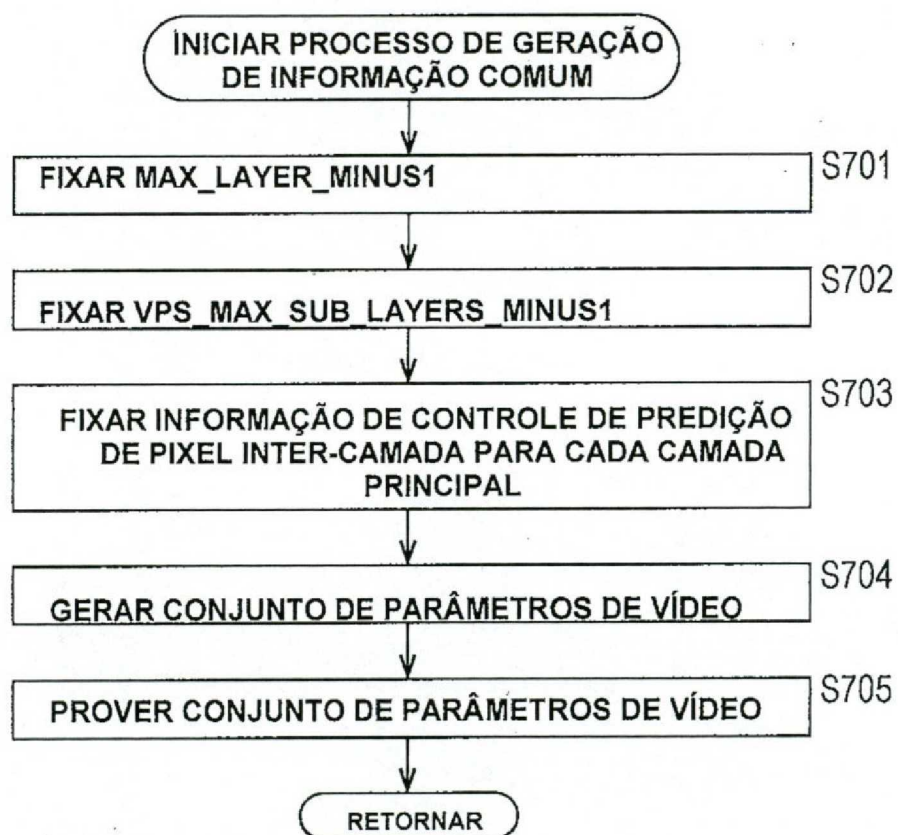 INICIAR PROCESSO DE GERAÇÃO
DE INFORMAÇÃO COMUM
FIXAR MAX_LAYER_MINUS1
S701
FIXAR VPS_MAX_SUB_LAYERS_MINUS1
S702
FIXAR INFORMAÇÃO DE CONTROLE DE PREDIÇÃO
DE PIXEL INTER-CAMADA PARA CADA CAMADA
PRINCIPAL
S703
GERAR CONJUNTO DE PARÂMETROS DE VÍDEO
S704
PROVER CONJUNTO DE PARÂMETROS DE VÍDEO
S705
RETORNAR